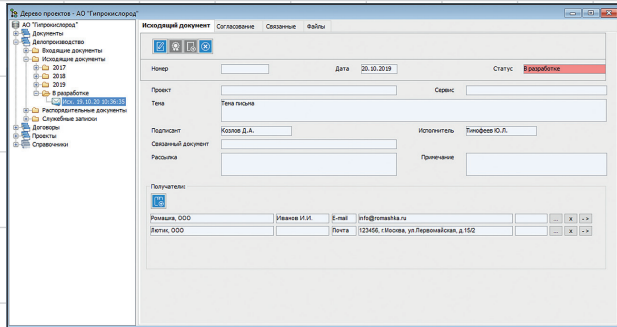 Дерево проектов - АО "Гипрокислород"
АО "Гипрокислород"
Документы
Делопроизводство
Входящие документы
Исходящие документы
2017
2018
2019
В разработке
Исх. 19.10.20 10:36:35
Распорядительные документы
Служебные записки
Договоры
Проекты
Справочники
Исходящий документ Согласование Связанные Файлы
Номер Дата 20.10.2019 Статус В разработке
Проект Сервис
Тема Тема письма
Подписант Козлов Д.А. Исполнитель Тимофеев Ю.Л.
Связанный документ
Рассылка Примечание
Получатели:
Ромашка, ООО Иванов И.И. E-mail info@romashka.ru ... x ->
Лютик, ООО Почта 123456, г.Москва, ул.Первомайская, д.15/2 ... x ->